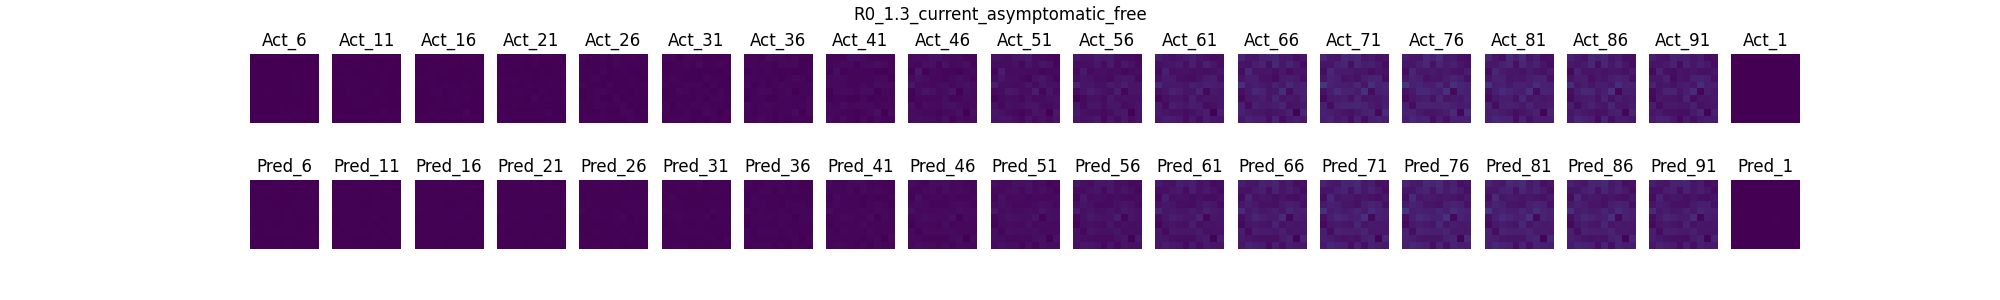 R0_1.3_current_asymptomatic_free
Act_6 Act_11 Act_16 Act_21 Act_26 Act_31 Act_36 Act_41 Act_46 Act_51 Act_56 Act_61 Act_66 Act_71 Act_76 Act_81 Act_86 Act_91 Act_1
Pred_6 Pred_11 Pred_16 Pred_21 Pred_26 Pred_31 Pred_36 Pred_41 Pred_46 Pred_51 Pred_56 Pred_61 Pred_66 Pred_71 Pred_76 Pred_81 Pred_86 Pred_91 Pred_1